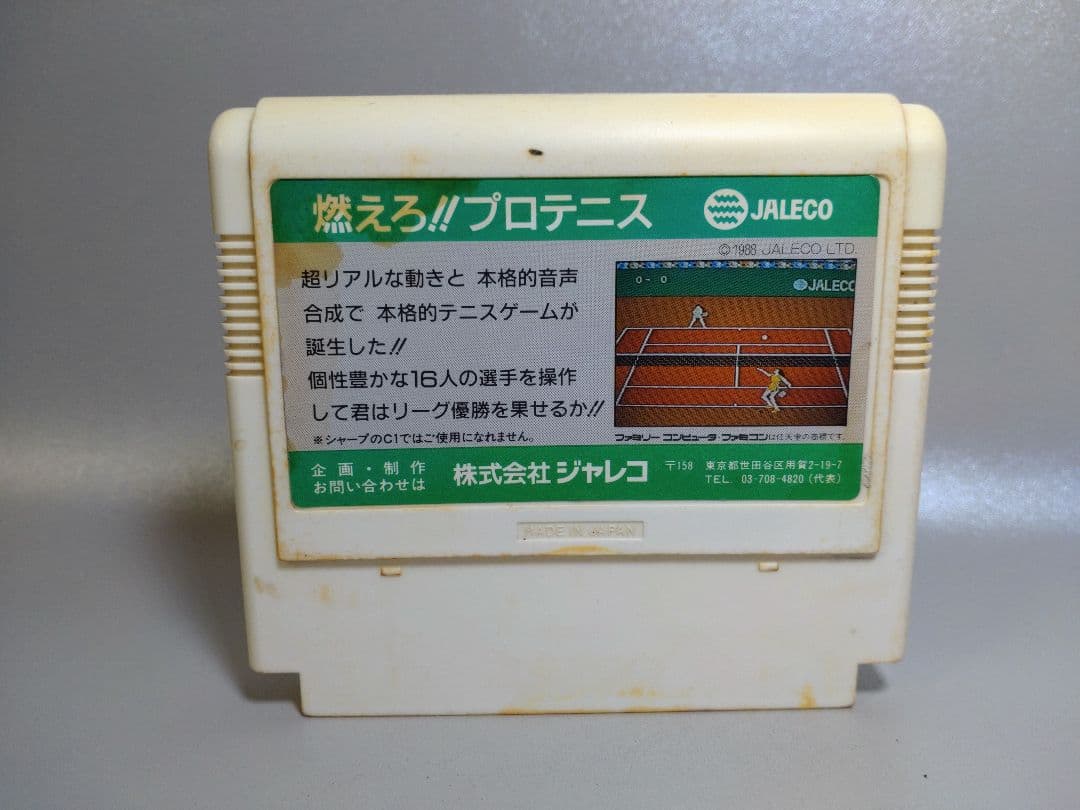 燃えろ!!プロテニス
JALECO
©1988 JALECO LTD.
超リアルな動きと 本格的音声
合成で 本格的テニスゲームが
誕生した!!
個性豊かな16人の選手を操作
して君はリーグ優勝を果せるか!!
※シャープのC1ではご使用になれません。
0- 0
JALECO
ファミリーコンピュータ・ファミコンは任天堂の商標です。
企画・制作
お問い合わせは
株式会社ジャレコ
〒158 東京都世田谷区用賀2-19-7
TEL. 03-708-4820(代表)
MADE IN JAPAN